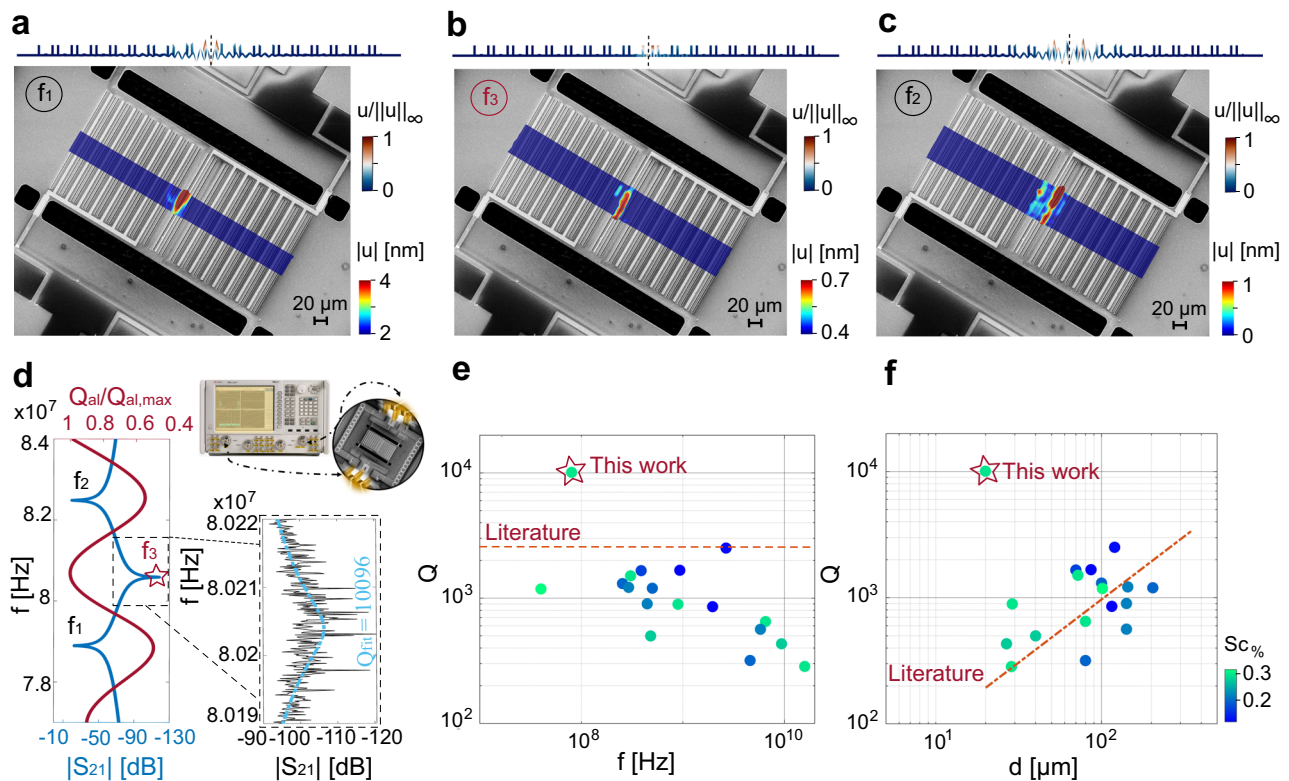 a
f1
u/||u||∞
1
0
|u| [nm]
4
2
20 µm
b
f3
u/||u||∞
1
0
|u| [nm]
0.7
0.4
20 µm
c
f2
u/||u||∞
1
0
|u| [nm]
1
0
20 µm
d
Qal/Qal,max
x10⁷
1 0.8 0.6 0.4
8.4
8.2
8
7.8
f [Hz]
f2
f3
f1
-10 -50 -90 -130
|S21| [dB]
x10⁷
8.022
8.021
8.02
8.019
f [Hz]
Qfit = 10096
-90 -100 -110 -120
|S21| [dB]
e
10⁴
10³
10²
Q
This work
Literature
10⁸ 10¹⁰
f [Hz]
f
10⁴
10³
10²
Q
This work
Literature
10¹ 10²
d [µm]
Sc%
0.3
0.2